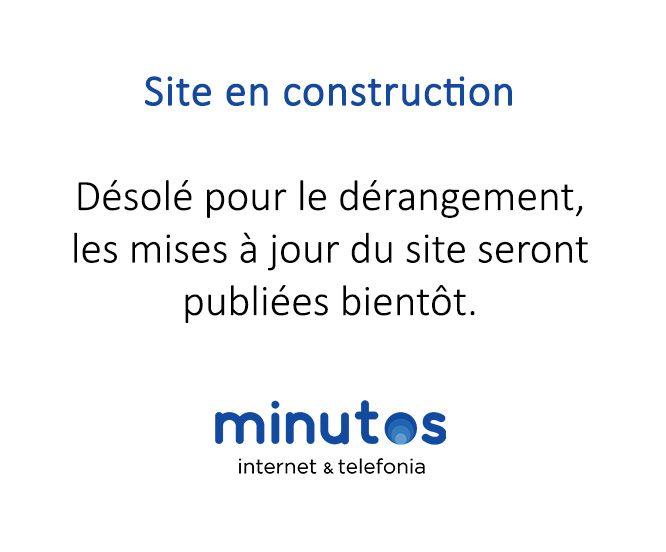 Site en construction
Désolé pour le dérangement,
les mises à jour du site seront
publiées bientôt.
minutos
internet & telefonia